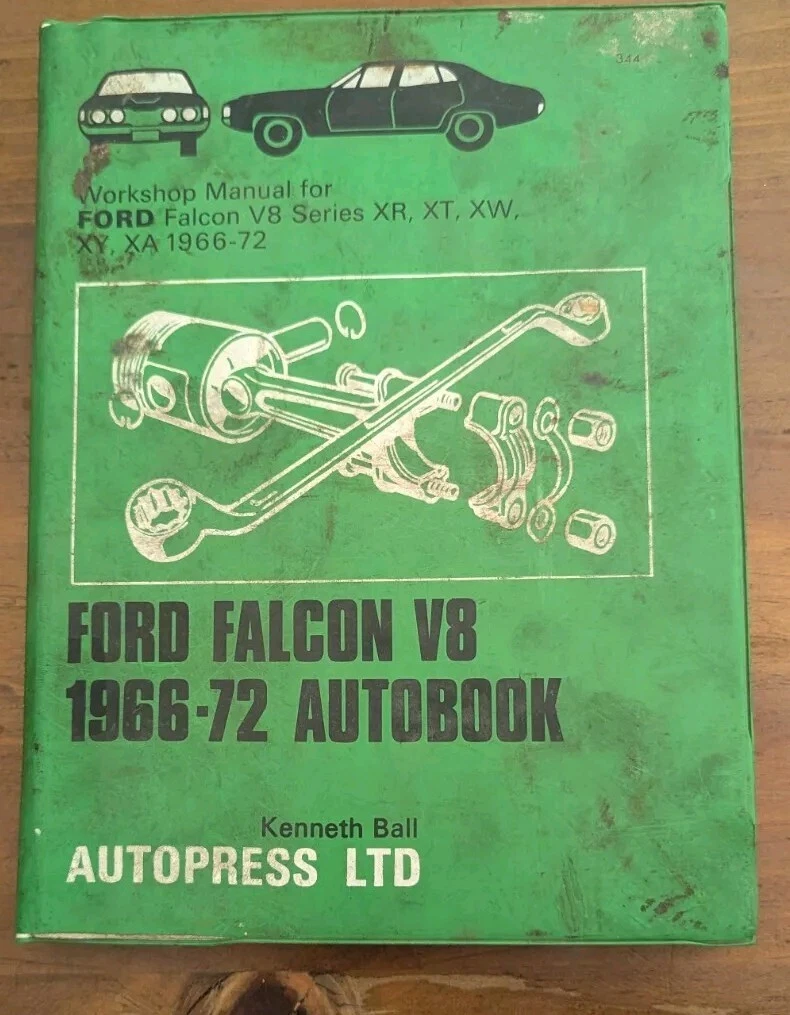 344
Workshop Manual for
FORD Falcon V8 Series XR, XT, XW,
XY, XA 1966-72
FORD FALCON V8
1966-72 AUTOBOOK
Kenneth Ball
AUTOPRESS LTD